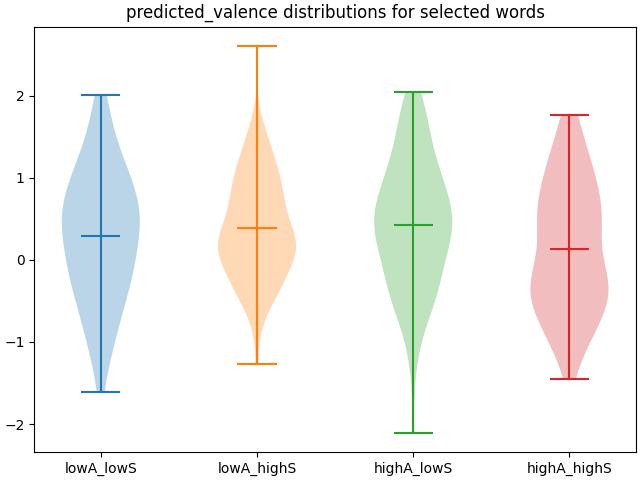 predicted_valence distributions for selected words
2
1
0
−1
−2
lowA_lowS
lowA_highS
highA_lowS
highA_highS